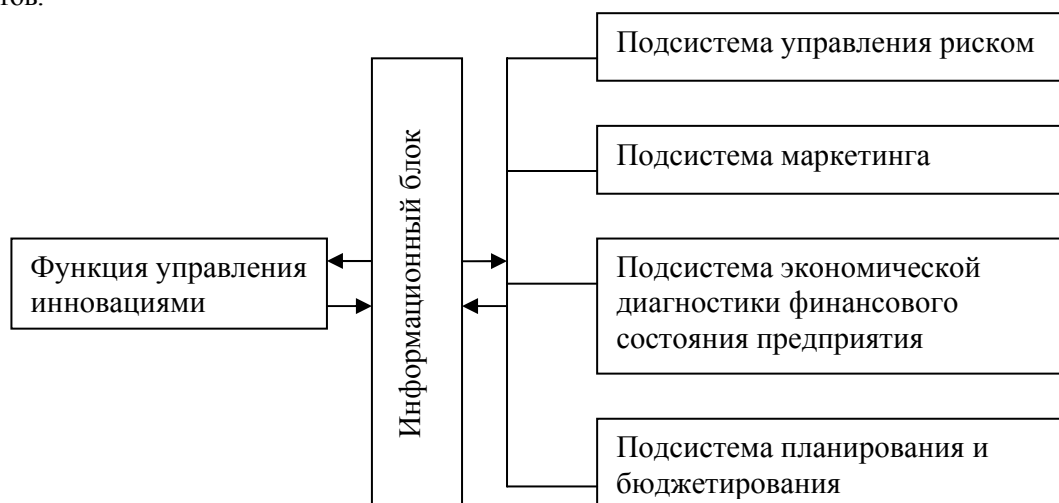 тов.
Подсистема управления риском
Подсистема маркетинга
Функция управления
инновациями
Информационный блок
Подсистема экономической
диагностики финансового
состояния предприятия
Подсистема планирования и
бюджетирования